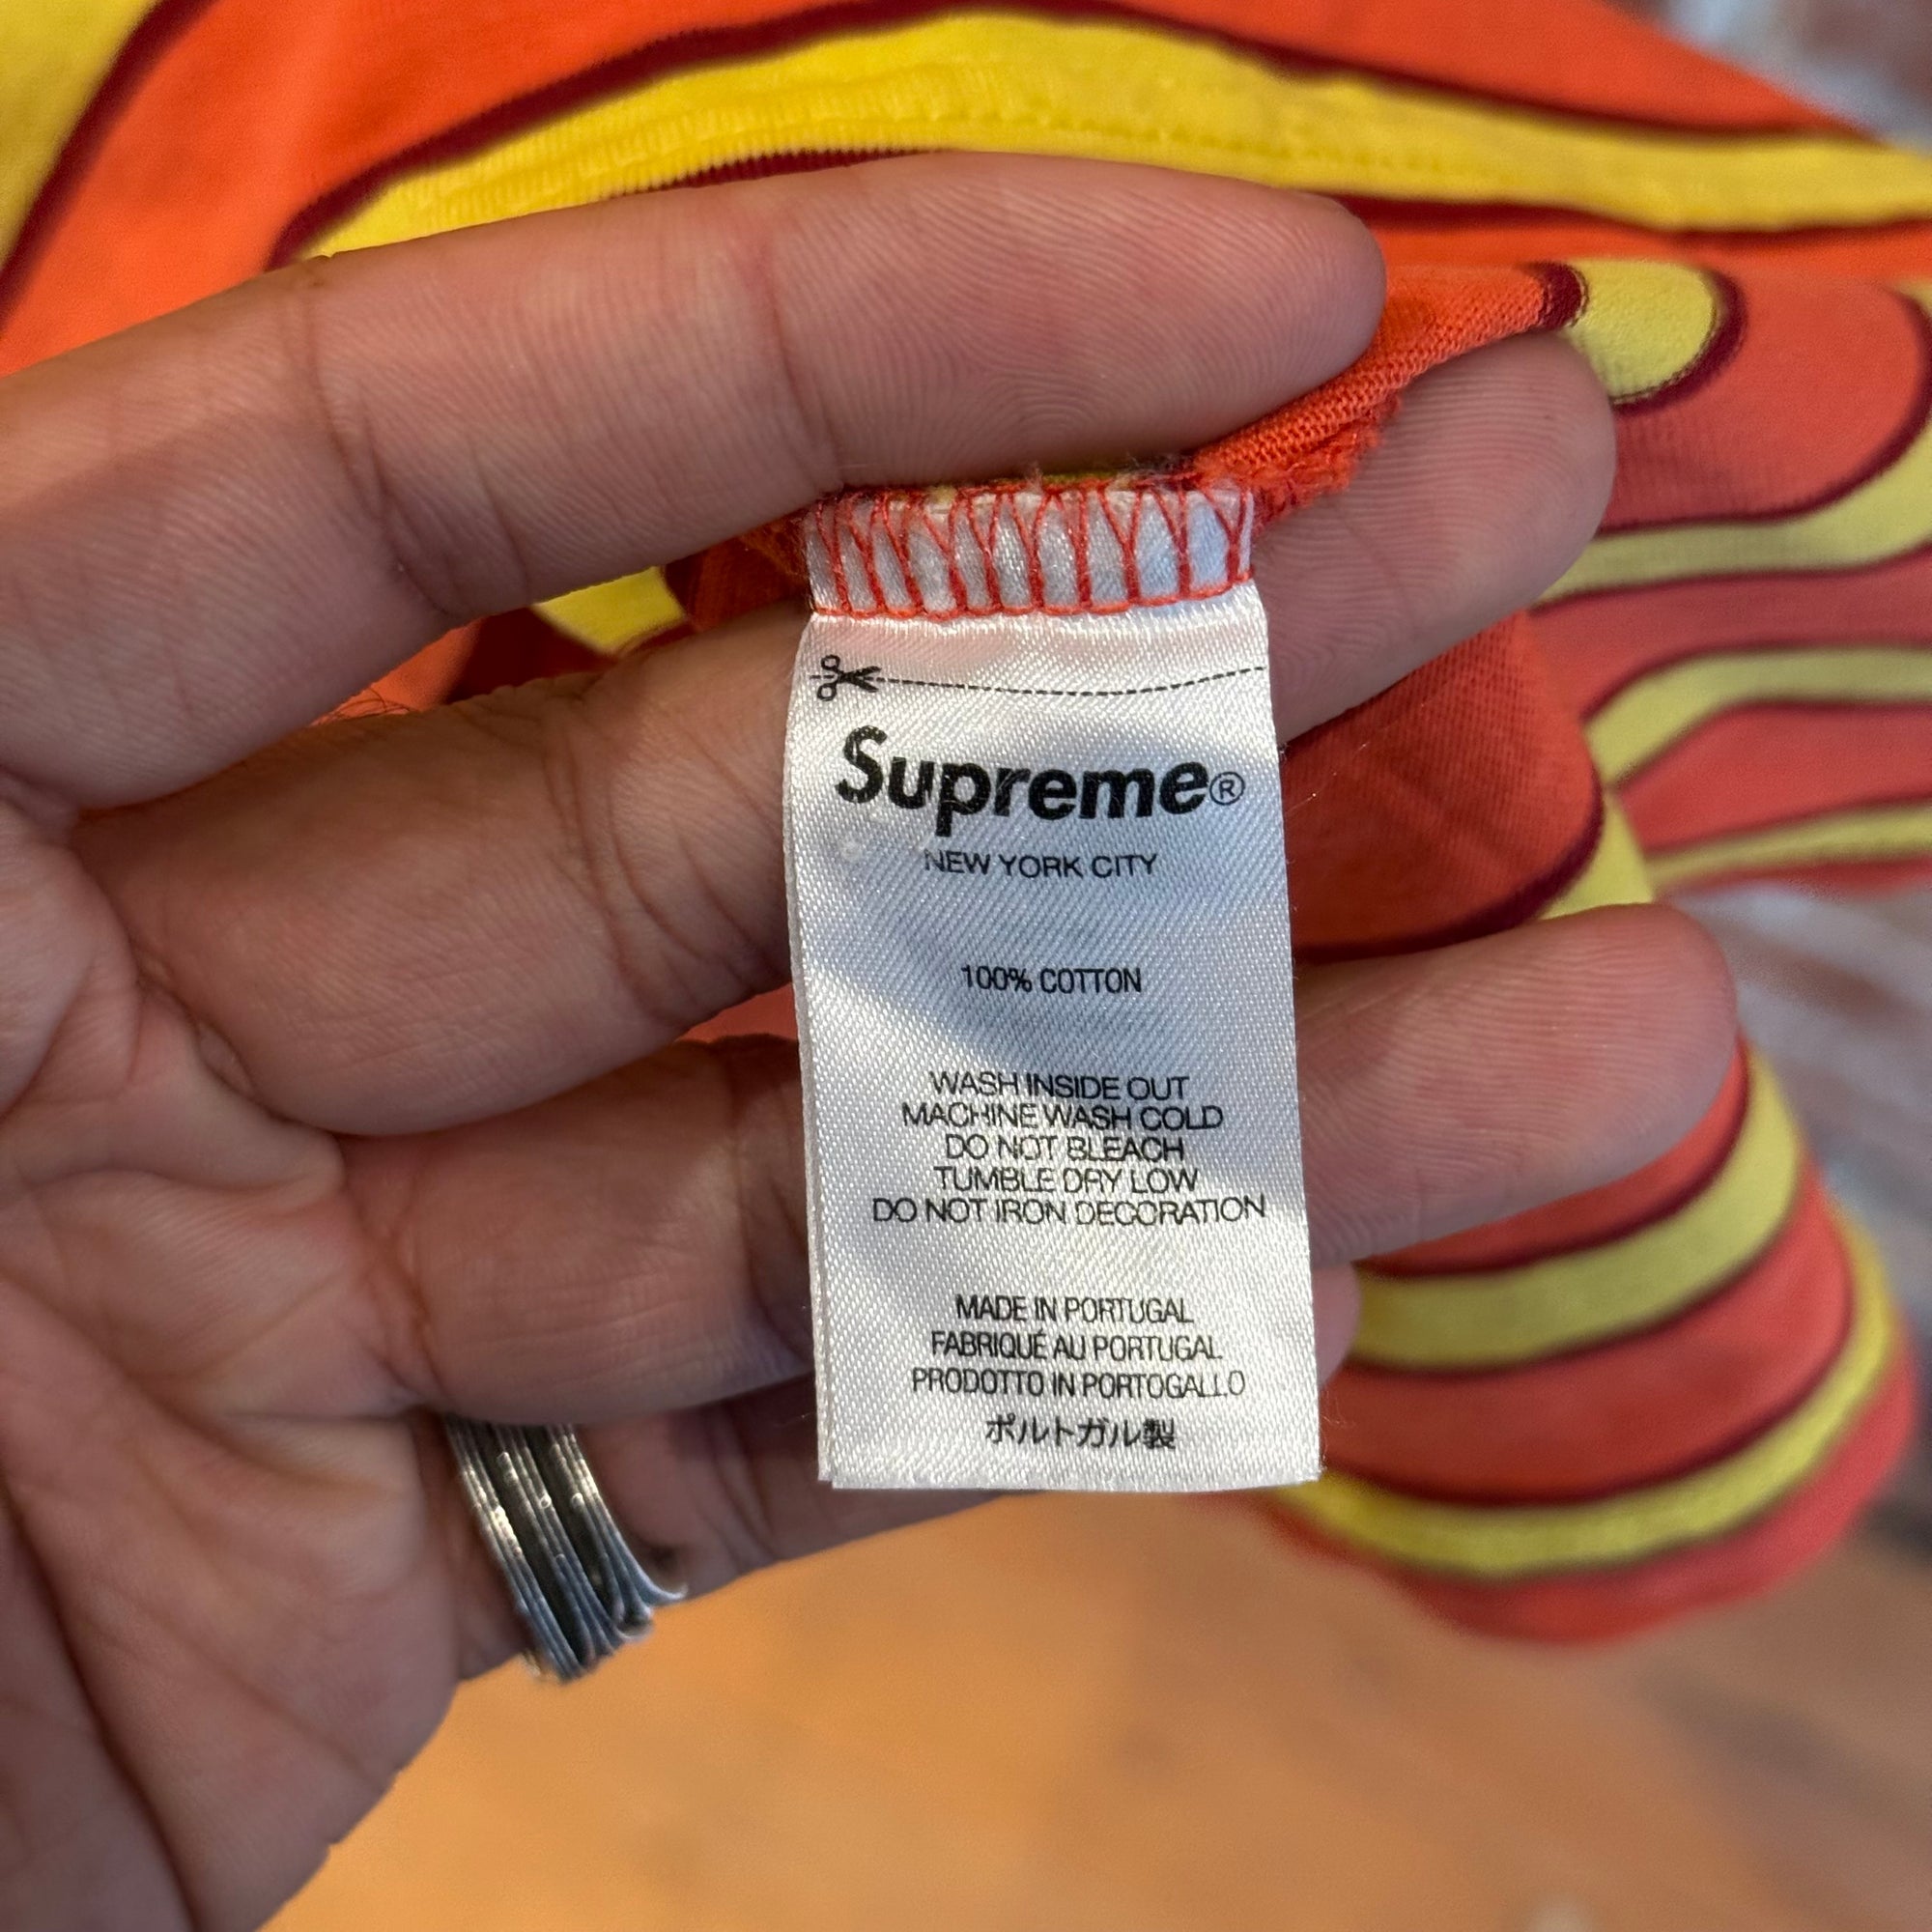 Supreme®
NEW YORK CITY
100% COTTON
WASH INSIDE OUT
MACHINE WASH COLD
DO NOT BLEACH
TUMBLE DRY LOW
DO NOT IRON DECORATION
MADE IN PORTUGAL
FABRIQUÉ AU PORTUGAL
PRODOTTO IN PORTOGALLO
ポルトガル製